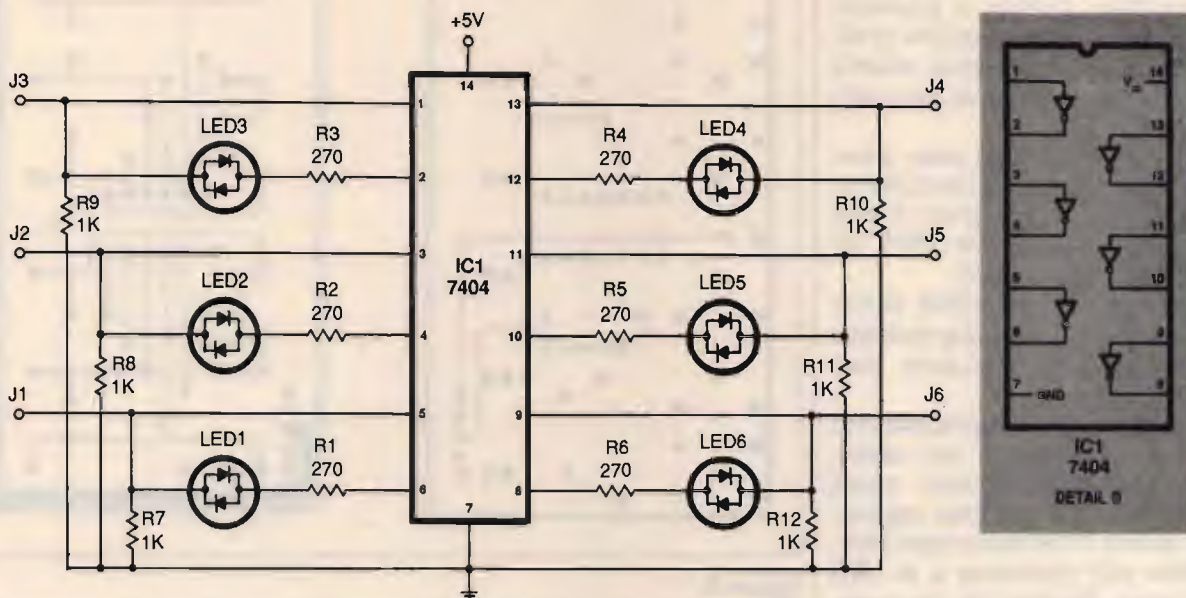 +5V
J3
J4
14
1
13
LED3
R3
270
R4
270
LED4
2
12
R9
1K
R10
1K
J2
J5
3
IC1
7404
11
LED2
R2
270
R5
270
LED5
4
10
R8
1K
R11
1K
J1
J6
5
9
LED1
R1
270
R6
270
LED6
6
8
7
R7
1K
R12
1K
1
14
2
13
3
12
4
11
5
10
6
9
7
GND
8
IC1
7404
DETAIL